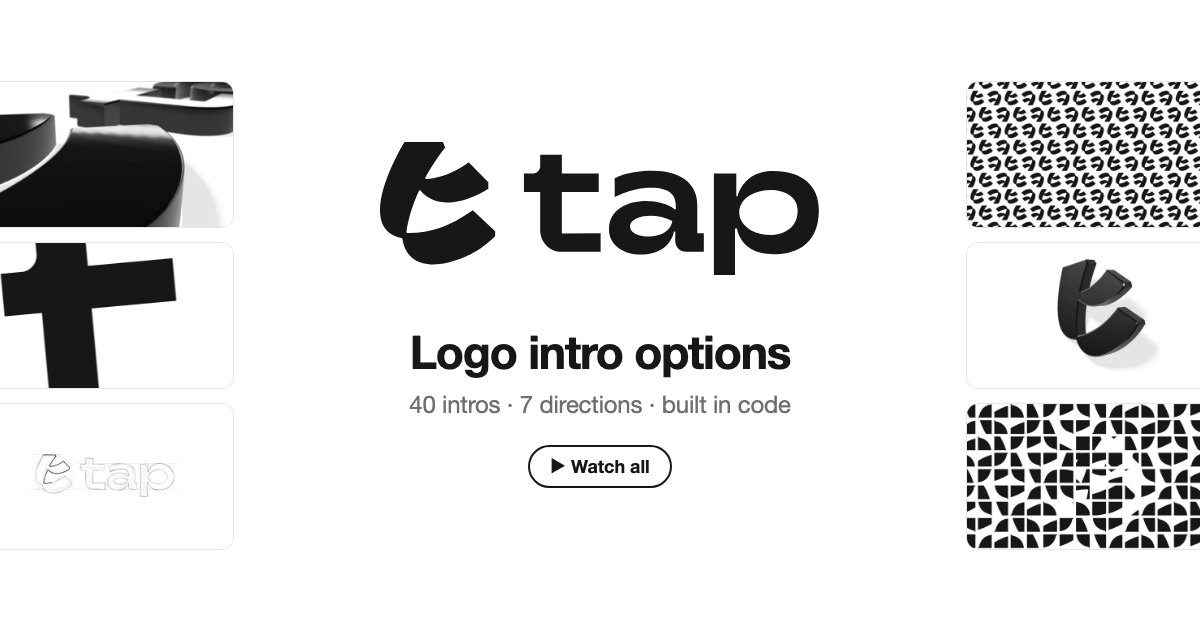 tap
Logo intro options
40 intros · 7 directions · built in code
▶ Watch all
t
tap